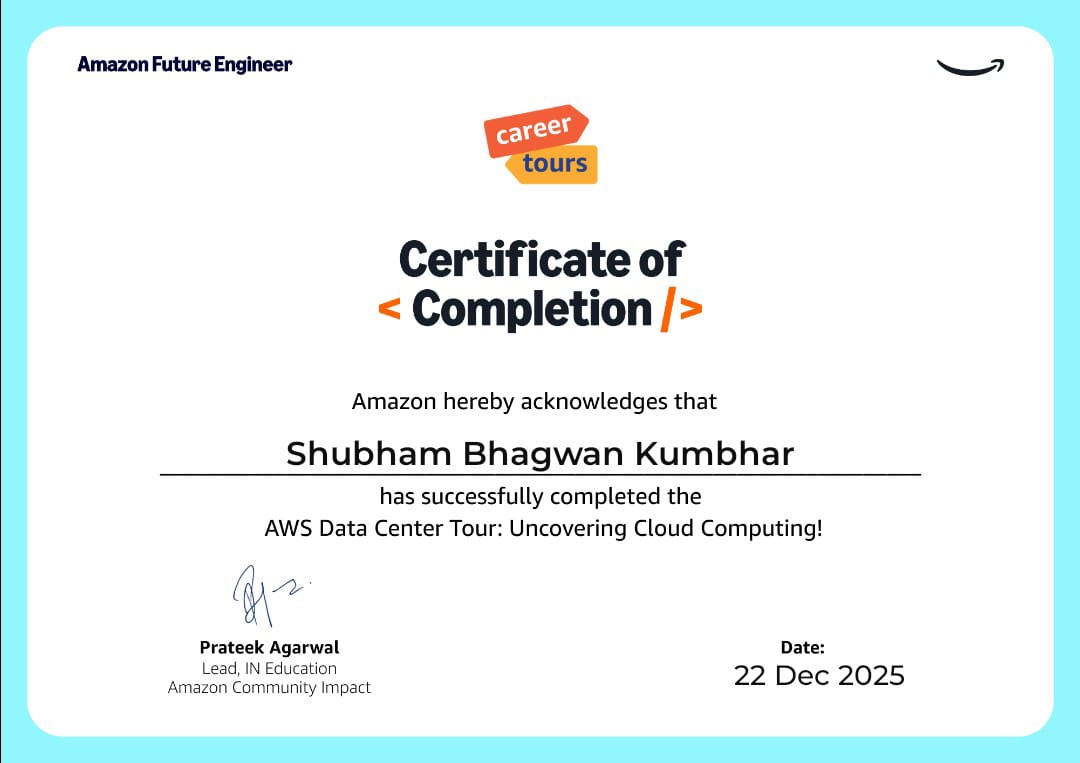 Amazon Future Engineer
career
tours
Certificate of
< Completion />
Amazon hereby acknowledges that
Shubham Bhagwan Kumbhar
has successfully completed the
AWS Data Center Tour: Uncovering Cloud Computing!
Prateek Agarwal
Lead, IN Education
Amazon Community Impact
Date:
22 Dec 2025